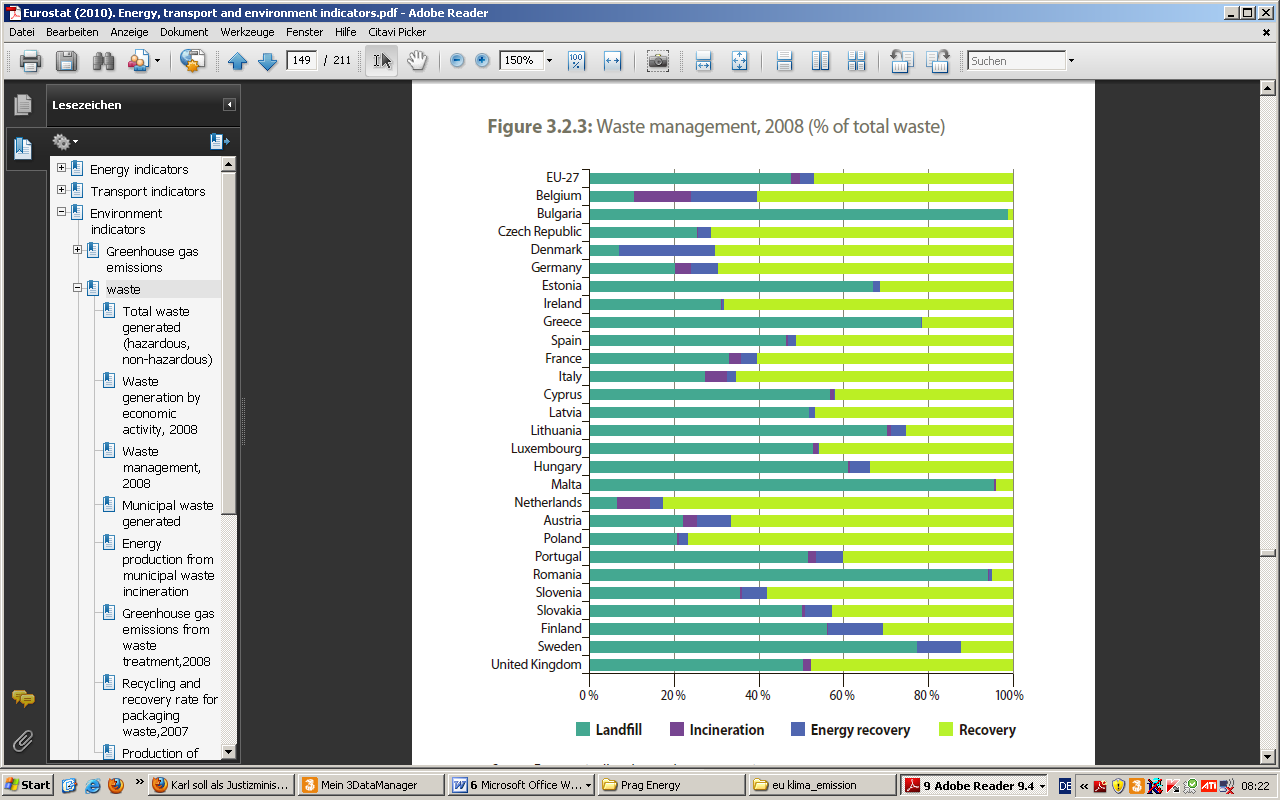 Eurostat (2010). Energy, transport and environment indicators.pdf - Adobe Reader
Datei Bearbeiten Anzeige Dokument Werkzeuge Fenster Hilfe Citavi Picker
149 / 211 150% 100 % Suchen
Lesezeichen
Energy indicators
Transport indicators
Environment
indicators
Greenhouse gas
emissions
waste
Total waste
generated
(hazardous,
non-hazardous)
Waste
generation by
economic
activity, 2008
Waste
management,
2008
Municipal waste
generated
Energy
production from
municipal waste
incineration
Greenhouse gas
emissions from
waste
treatment,2008
Recycling and
recovery rate for
packaging
waste,2007
Production of
Figure 3.2.3: Waste management, 2008 (% of total waste)
EU-27
Belgium
Bulgaria
Czech Republic
Denmark
Germany
Estonia
Ireland
Greece
Spain
France
Italy
Cyprus
Latvia
Lithuania
Luxembourg
Hungary
Malta
Netherlands
Austria
Poland
Portugal
Romania
Slovenia
Slovakia
Finland
Sweden
United Kingdom
0 % 20 % 40 % 60 % 80 % 100%
Landfill Incineration Energy recovery Recovery
Start » Karl soll als Justizminis... Mein 3DataManager 6 Microsoft Office W... Prag Energy eu klima_emission 9 Adobe Reader 9.4 DE « 08:22